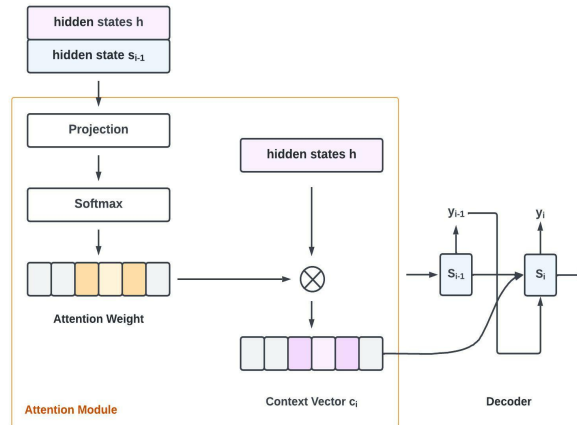 hidden states h
hidden state si-1
Projection
hidden states h
Softmax
yi-1
yi
Si-1
Si
Attention Weight
Context Vector ci
Decoder
Attention Module